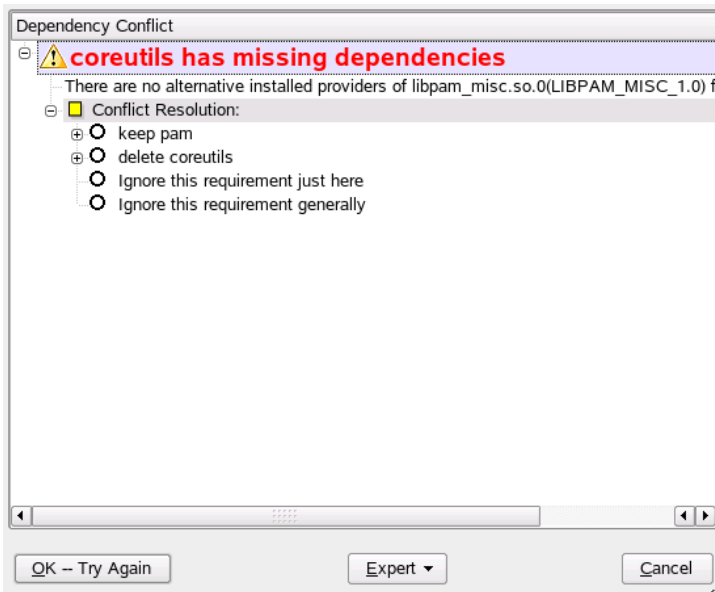 Dependency Conflict
coreutils has missing dependencies
There are no alternative installed providers of libpam_misc.so.0(LIBPAM_MISC_1.0) f
Conflict Resolution:
keep pam
delete coreutils
Ignore this requirement just here
Ignore this requirement generally
OK -- Try Again Expert Cancel